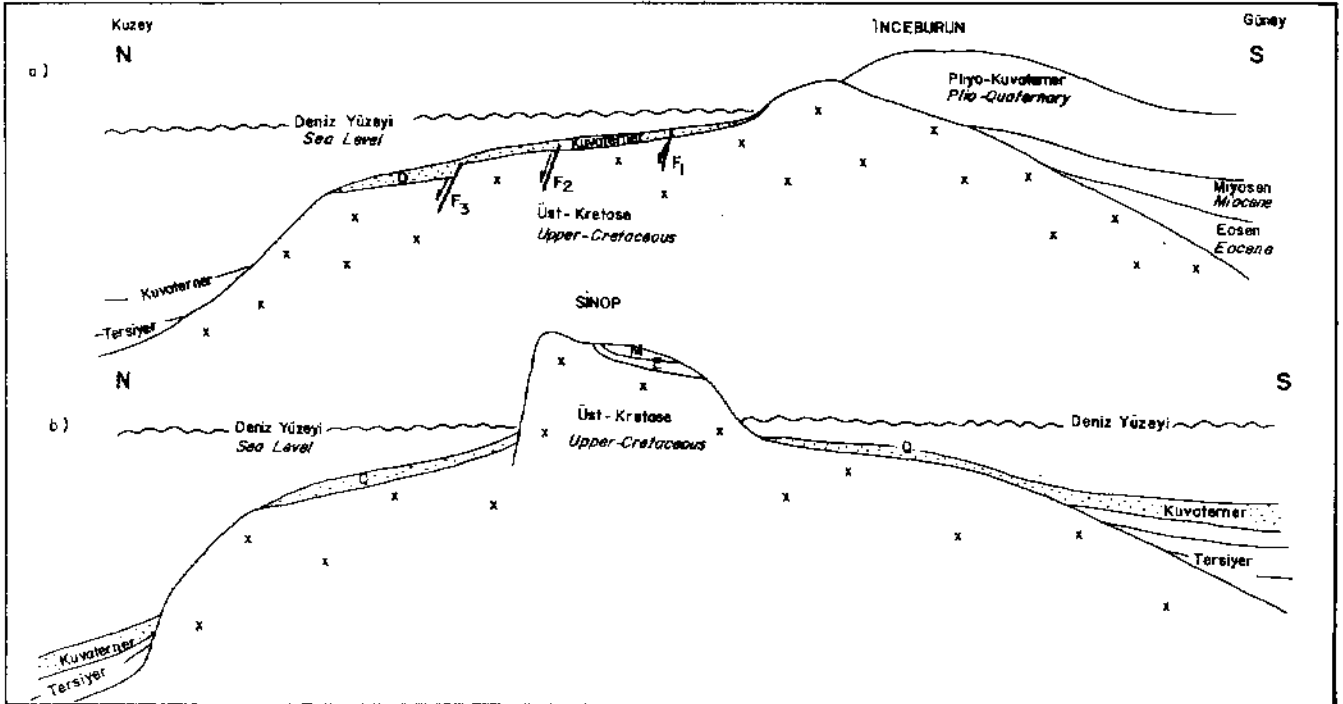 Kuzey
N
İNCEBURUN
Güney
S
a )
Pliyo-Kuvaterner
Plio-Quaternary
Deniz Yüzeyi
Sea Level
Kuvaterner
F1
F2
Q
F3
Üst-Kretase
Upper-Cretaceous
Miyosen
Miocene
Eosen
Eocene
Kuvaterner
Tersiyer
SİNOP
N
M
E
S
b )
Deniz Yüzeyi
Sea Level
Üst-Kretase
Upper-Cretaceous
Deniz Yüzeyi
Q
Q
Kuvaterner
Tersiyer
Kuvaterner
Tersiyer